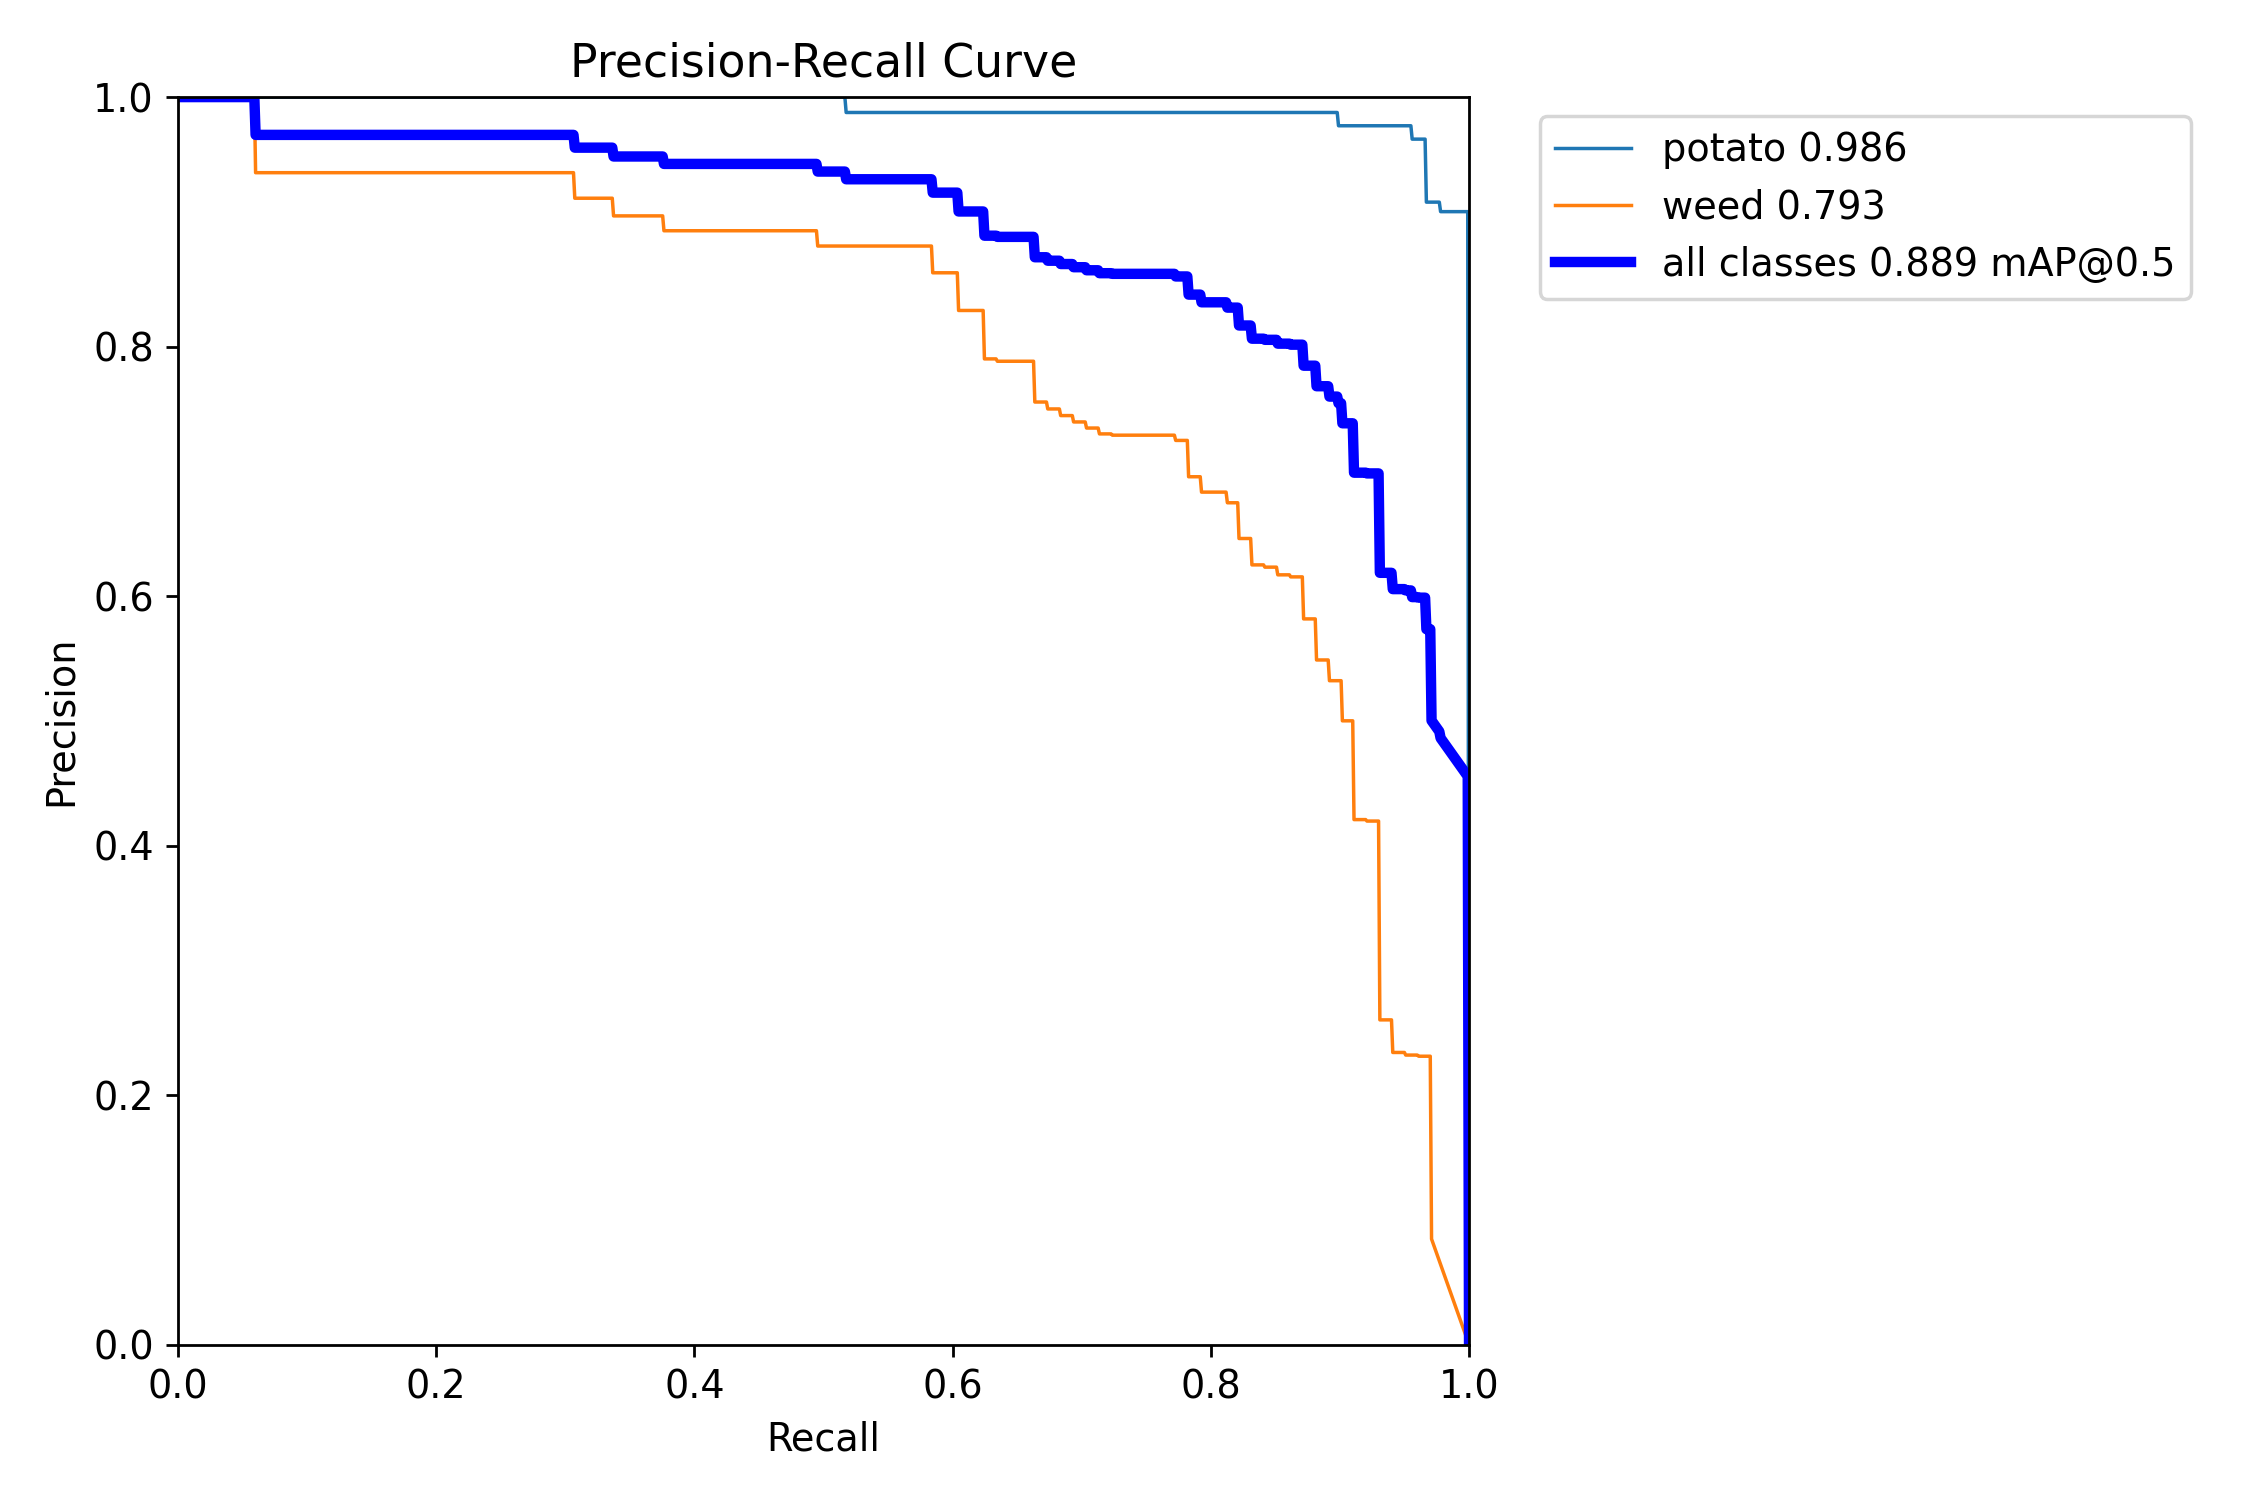 Precision-Recall Curve
1.0
0.8
0.6
0.4
0.2
0.0
Precision
0.0 0.2 0.4 0.6 0.8 1.0
Recall
potato 0.986
weed 0.793
all classes 0.889 mAP@0.5